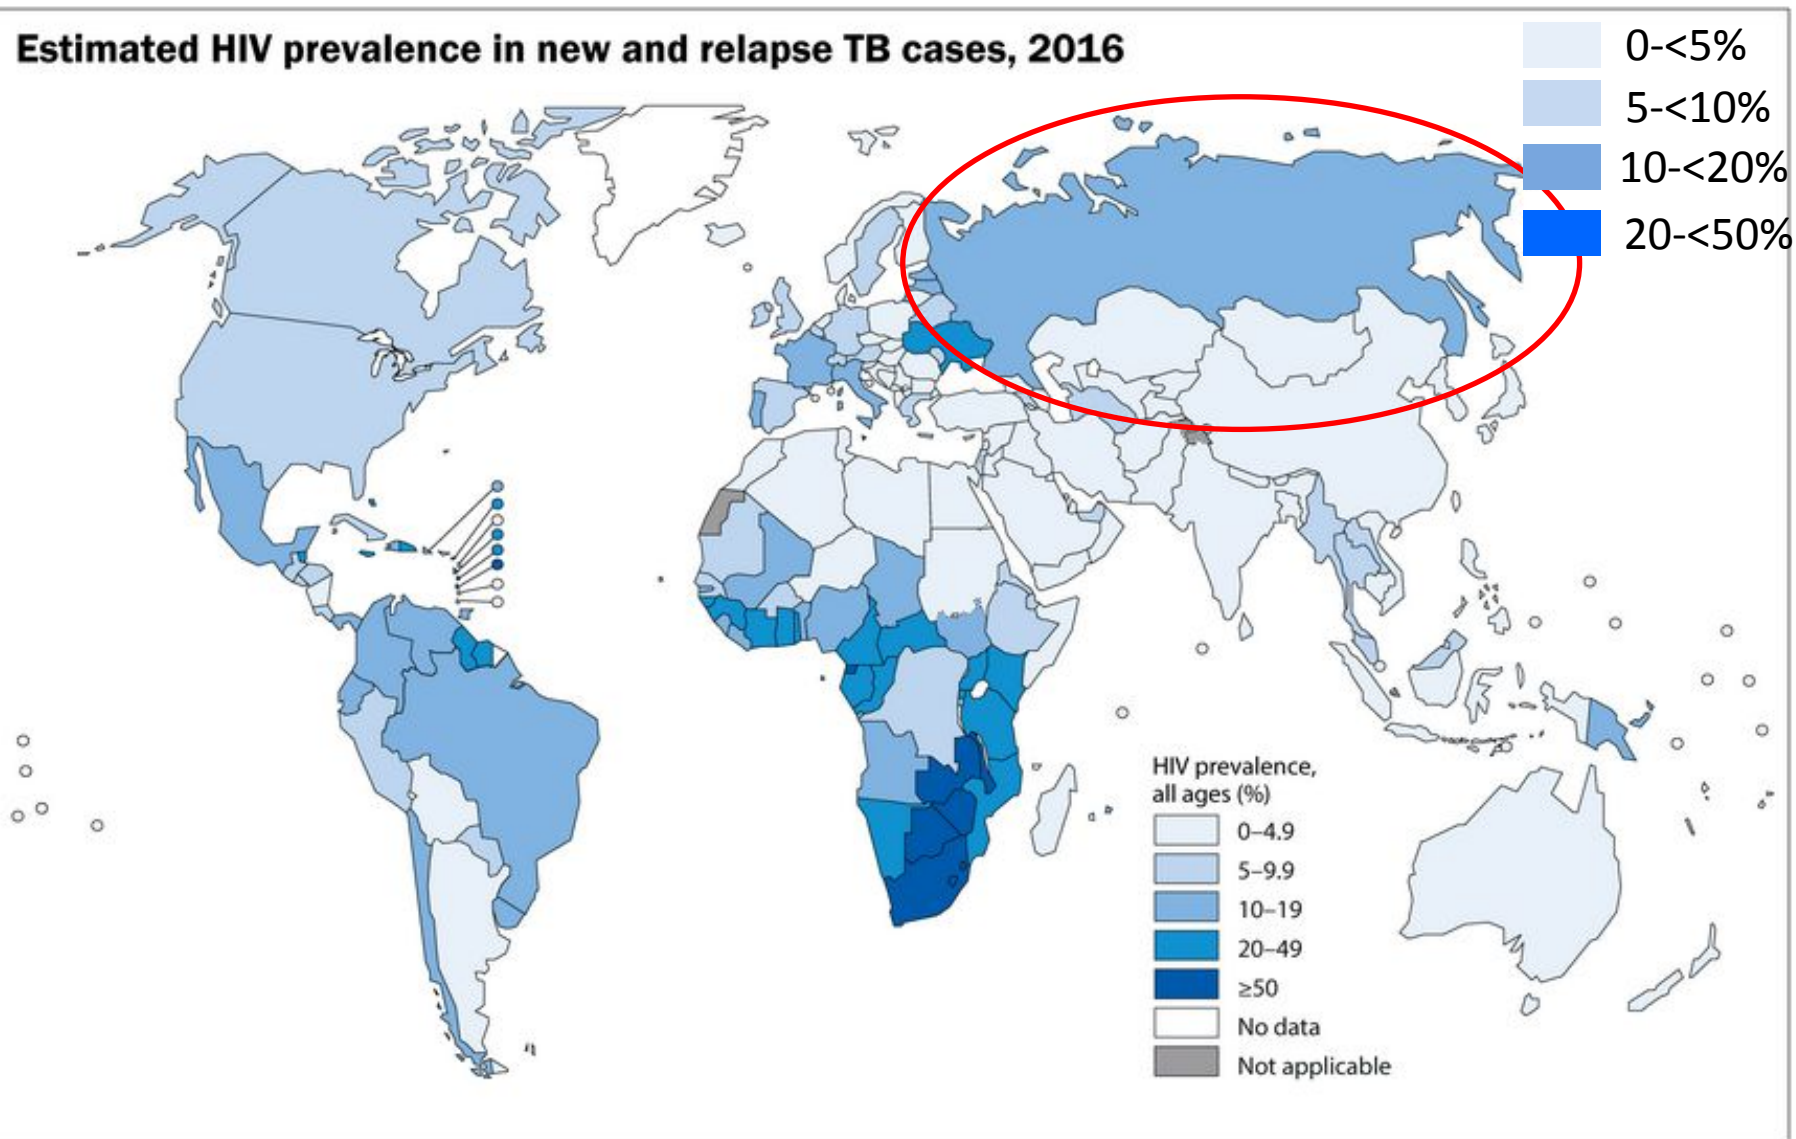 Estimated HIV prevalence in new and relapse TB cases, 2016
0-<5%
5-<10%
10-<20%
20-<50%
HIV prevalence,
all ages (%)
0–4.9
5–9.9
10–19
20–49
≥50
No data
Not applicable